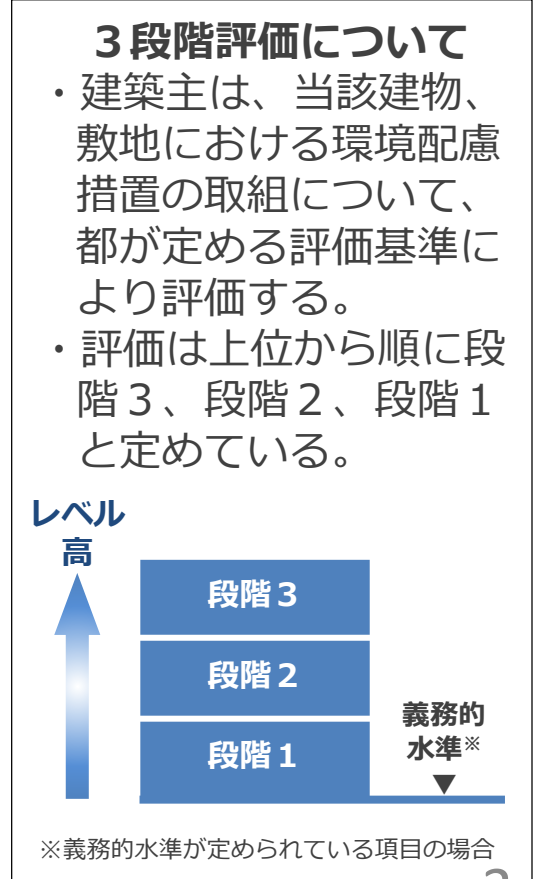 ３段階評価について
・建築主は、当該建物、
敷地における環境配慮
措置の取組について、
都が定める評価基準に
より評価する。
・評価は上位から順に段
階３、段階２、段階１
と定めている。
レベル
高
段階３
段階２
段階１
義務的
水準※
▼
※義務的水準が定められている項目の場合